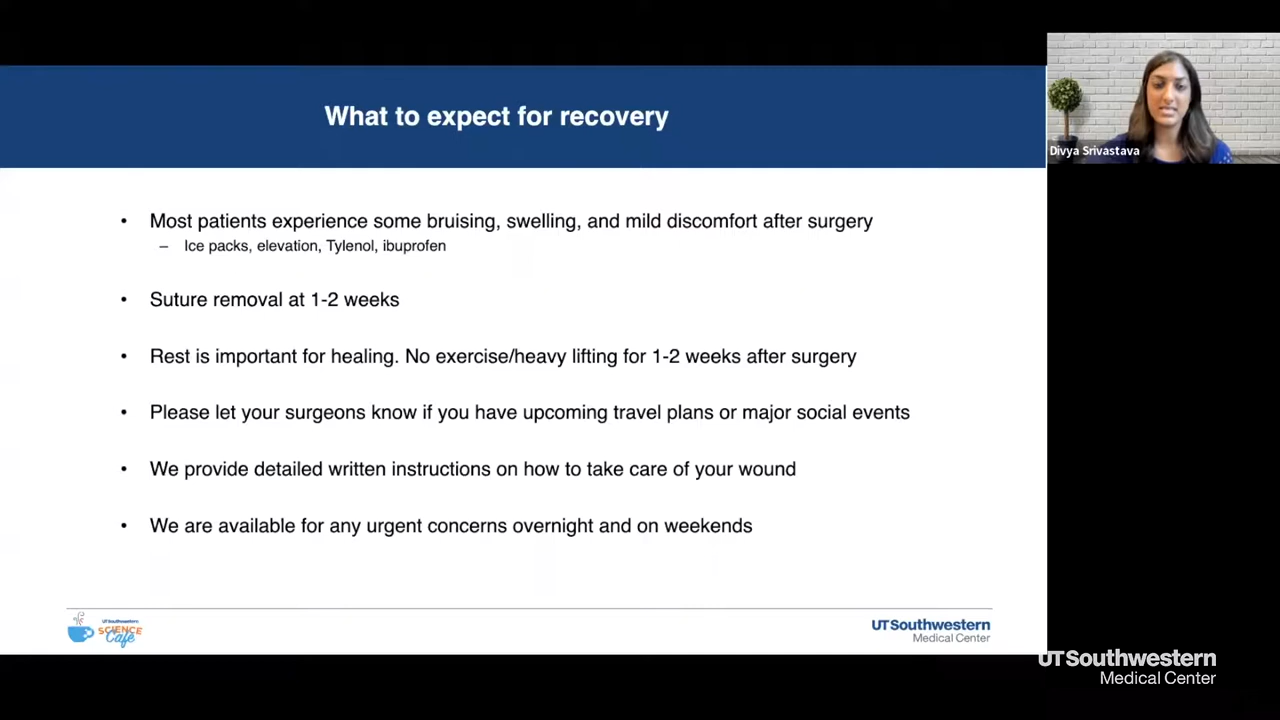 What to expect for recovery
Divya Srivastava
• Most patients experience some bruising, swelling, and mild discomfort after surgery
– Ice packs, elevation, Tylenol, ibuprofen
• Suture removal at 1-2 weeks
• Rest is important for healing. No exercise/heavy lifting for 1-2 weeks after surgery
• Please let your surgeons know if you have upcoming travel plans or major social events
• We provide detailed written instructions on how to take care of your wound
• We are available for any urgent concerns overnight and on weekends
UTSouthwestern
SCIENCE
Café
UTSouthwestern
Medical Center
UTSouthwestern
Medical Center